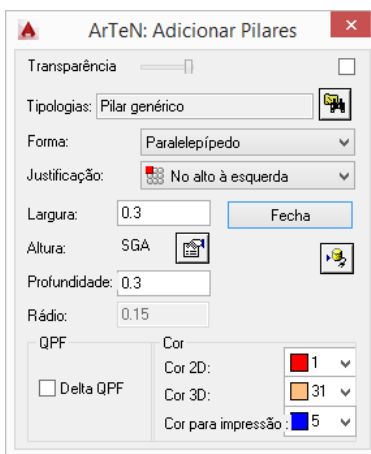 ArTeN: Adicionar Pilares
Transparência
Tipologias: Pilar genérico
Forma: Paralelepípedo
Justificação: No alto à esquerda
Largura: 0.3 Fecha
Altura: SGA
Profundidade: 0.3
Rádio: 0.15
QPF Cor
Cor 2D: 1
Delta QPF Cor 3D: 31
Cor para impressão : 5